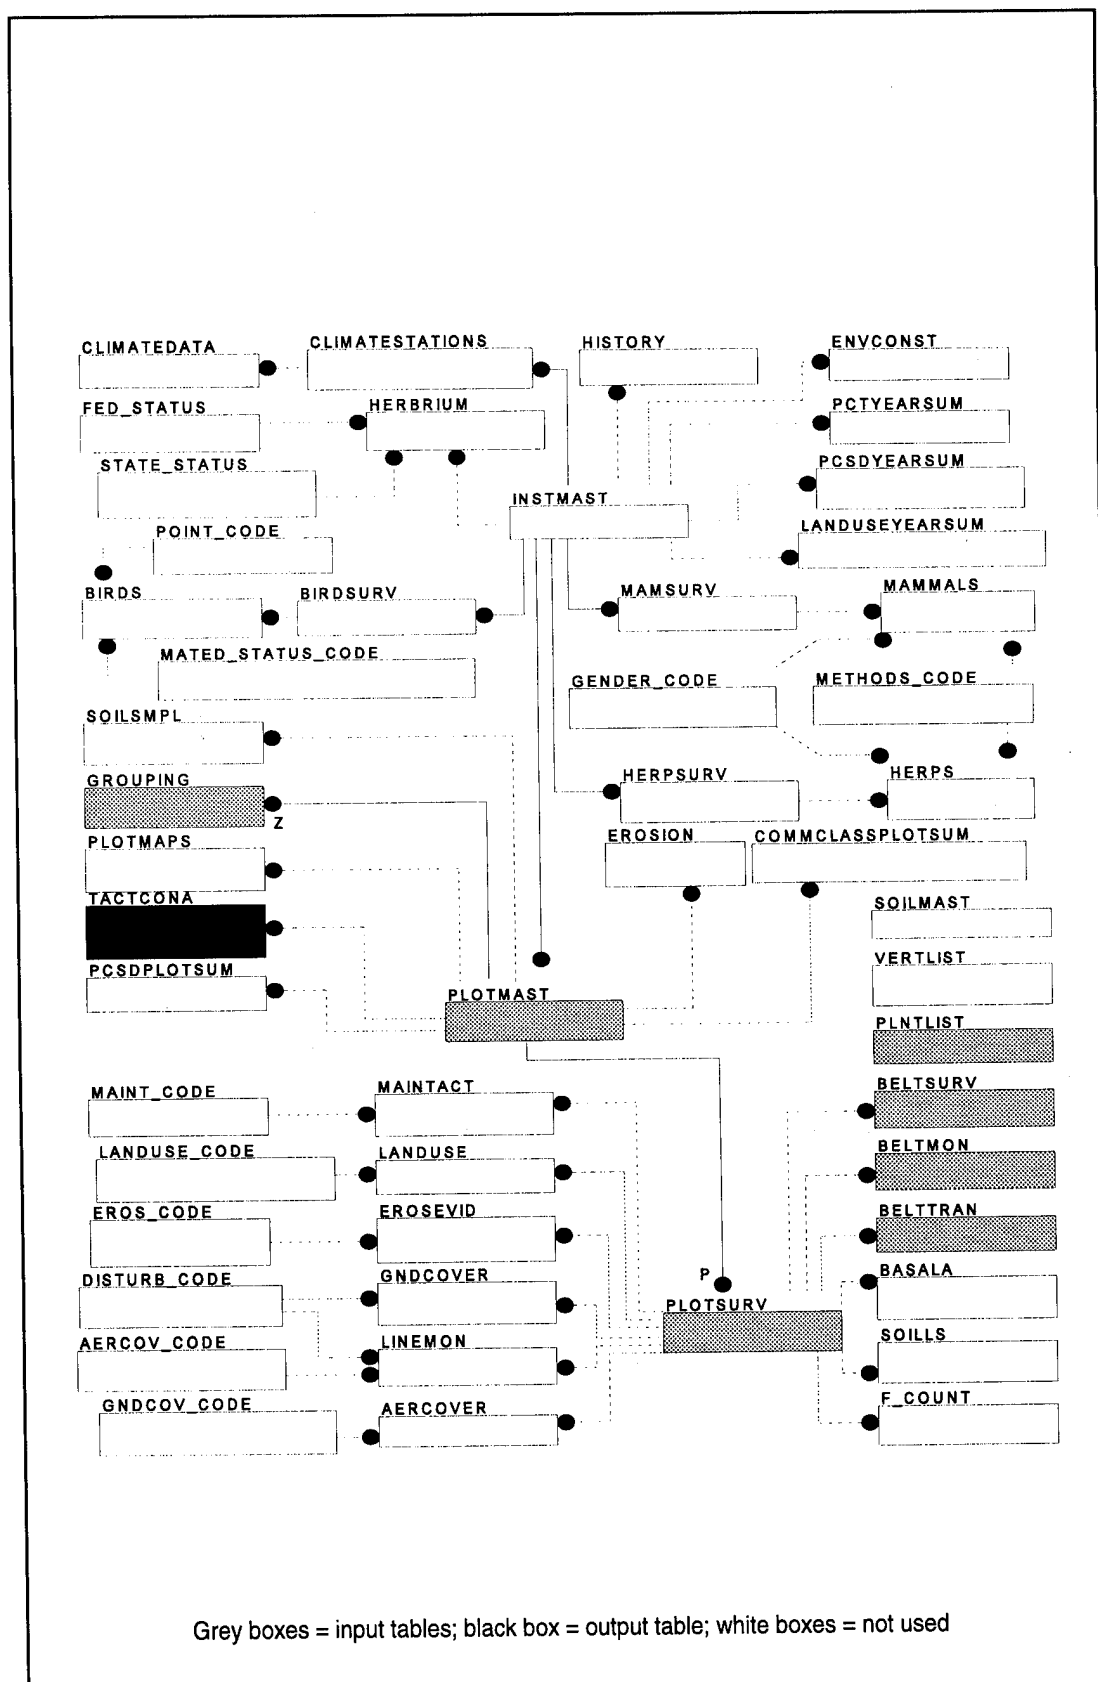 CLIMATEDATA
CLIMATESTATIONS
HISTORY
ENVCONST
FED_STATUS
HERBRIUM
PCTYEARSUM
STATE_STATUS
PCSDYEARSUM
INSTMAST
POINT_CODE
LANDUSEYEARSUM
BIRDS
BIRDSURV
MAMSURV
MAMMALS
MATED_STATUS_CODE
GENDER_CODE
METHODS_CODE
SOILSMPL
GROUPING
Z
HERPSURV
HERPS
PLOTMAPS
EROSION
COMMCLASSPLOTSUM
TACTCONA
SOILMAST
PCSDPLOTSUM
VERTLIST
PLOTMAST
PLNTLIST
MAINT_CODE
MAINTACT
BELTSURV
LANDUSE_CODE
LANDUSE
BELTMON
EROS_CODE
EROSEVID
BELTTRAN
DISTURB_CODE
GNDCOVER
P
BASALA
PLOTSURV
AERCOV_CODE
LINEMON
SOILLS
GNDCOV_CODE
AERCOVER
F_COUNT
Grey boxes = input tables; black box = output table; white boxes = not used